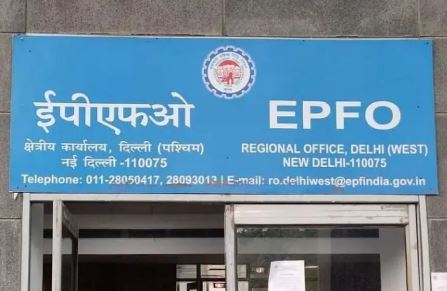 ईपीएफओ
क्षेत्रीय कार्यालय, दिल्ली (पश्चिम)
नई दिल्ली -110075
EPFO
REGIONAL OFFICE, DELHI (WEST)
NEW DELHI-110075
Telephone: 011-28050417, 28093013 | E-mail: ro.delhiwest@epfindia.gov.in